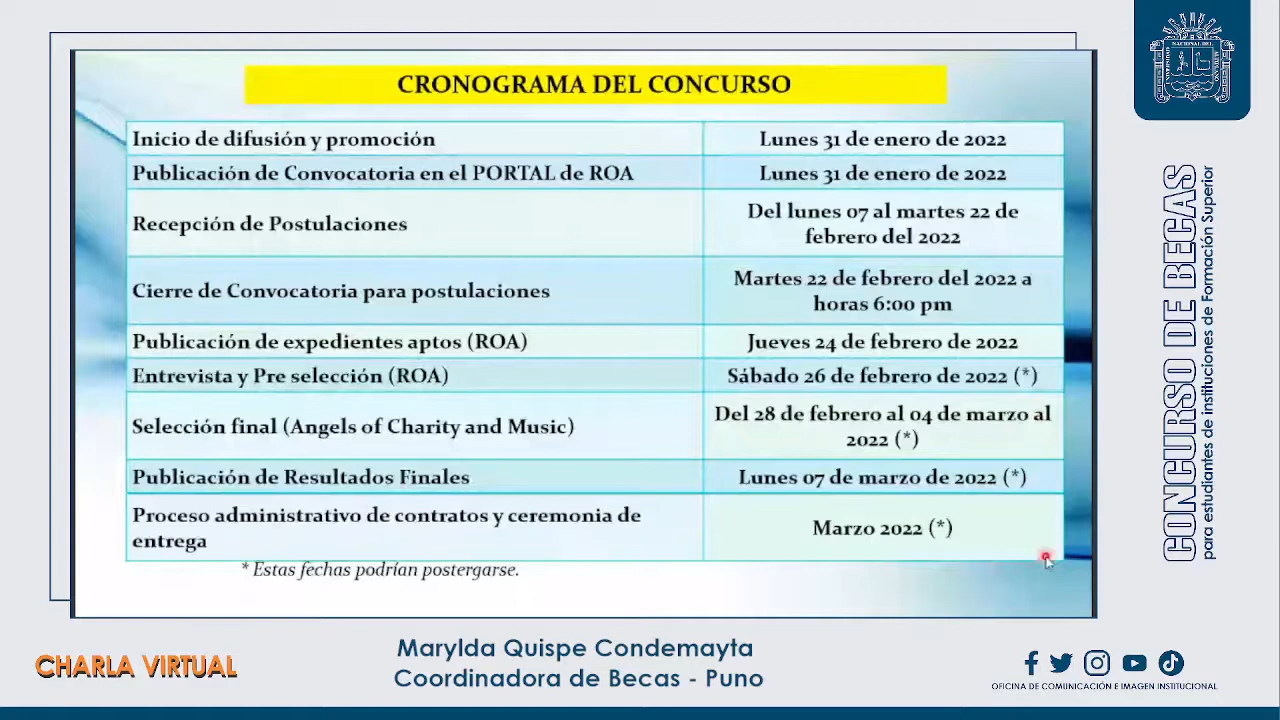 CRONOGRAMA DEL CONCURSO
Inicio de difusión y promoción
Lunes 31 de enero de 2022
Publicación de Convocatoria en el PORTAL de ROA
Lunes 31 de enero de 2022
Recepción de Postulaciones
Del lunes 07 al martes 22 de
febrero del 2022
Cierre de Convocatoria para postulaciones
Martes 22 de febrero del 2022 a
horas 6:00 pm
Publicación de expedientes aptos (ROA)
Jueves 24 de febrero de 2022
Entrevista y Pre selección (ROA)
Sábado 26 de febrero de 2022 (*)
Selección final (Angels of Charity and Music)
Del 28 de febrero al 04 de marzo al
2022 (*)
Publicación de Resultados Finales
Lunes 07 de marzo de 2022 (*)
Proceso administrativo de contratos y ceremonia de
entrega
Marzo 2022 (*)
* Estas fechas podrían postergarse.
NACIONAL DEL
CONCURSO DE BECAS
para estudiantes de instituciones de Formación Superior
CHARLA VIRTUAL
Marylda Quispe Condemayta
Coordinadora de Becas - Puno
OFICINA DE COMUNICACIÓN E IMAGEN INSTITUCIONAL